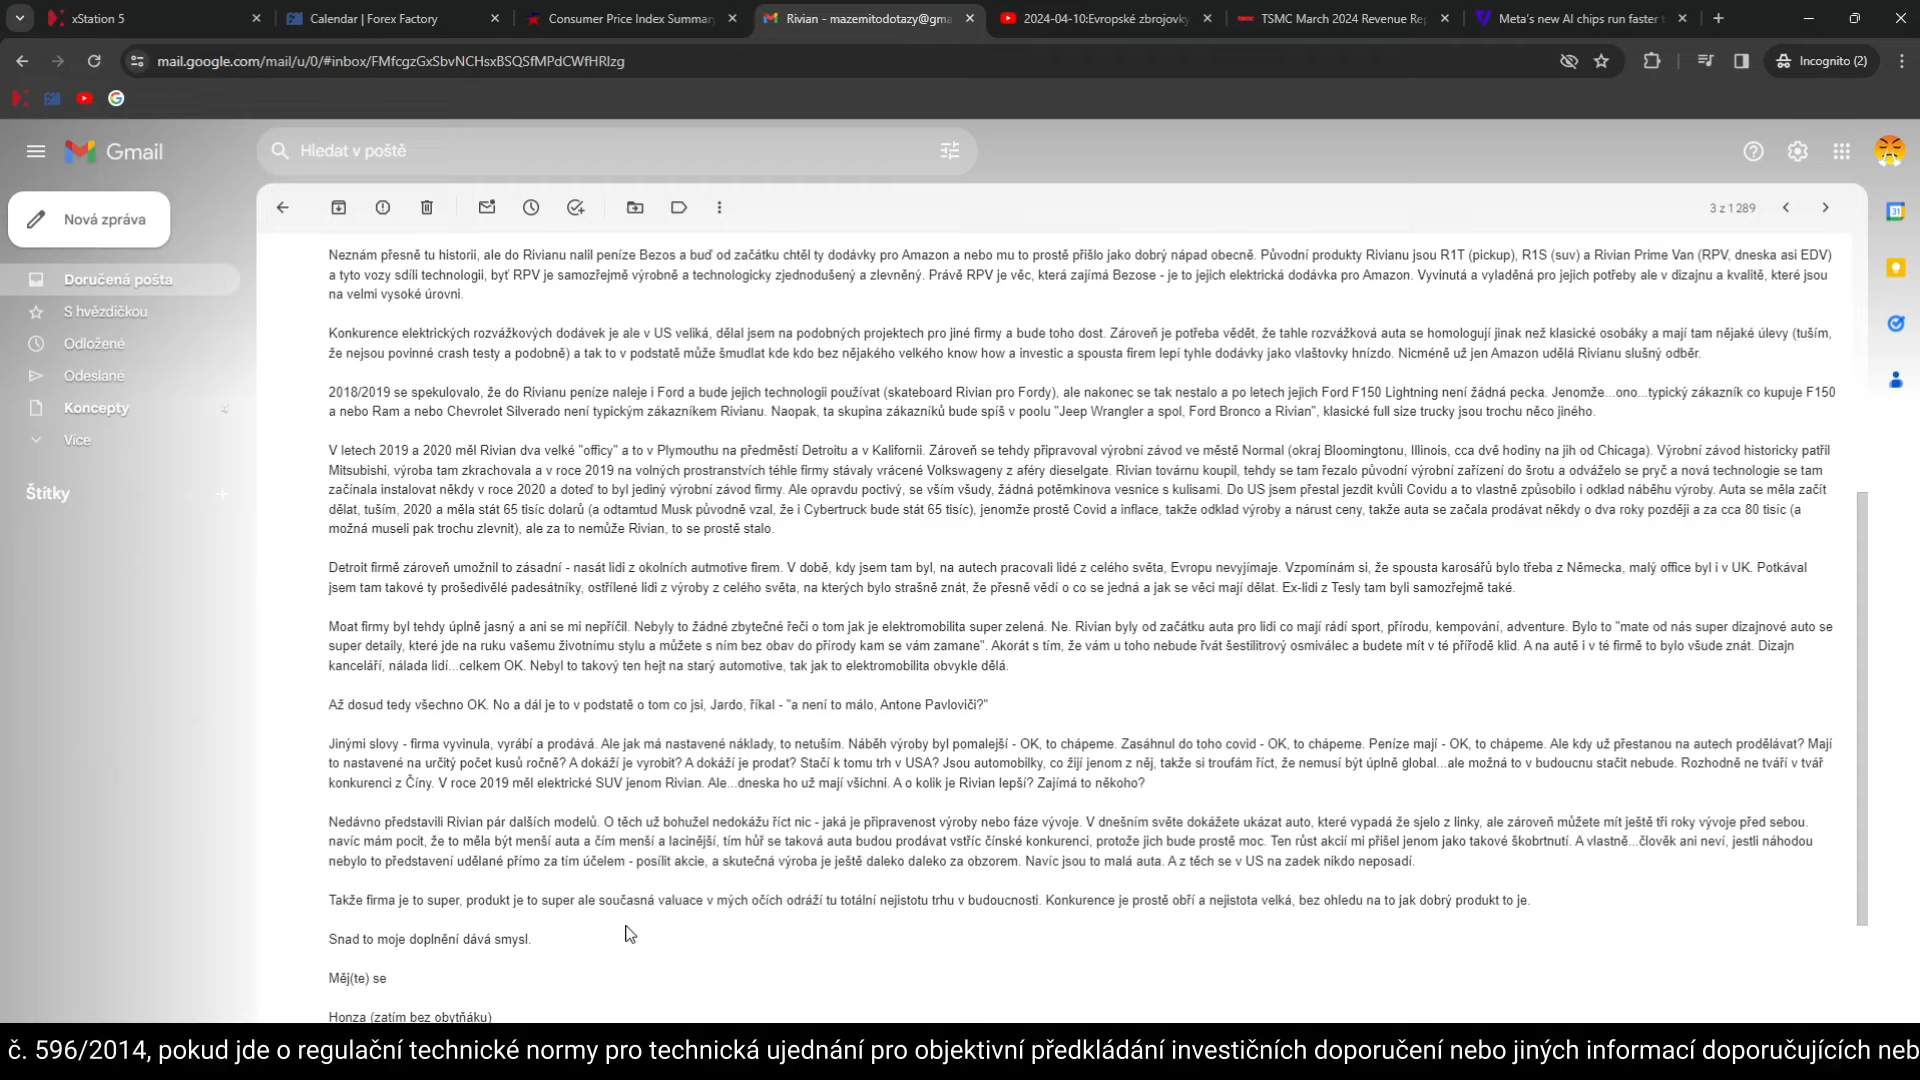 xStation 5
Calendar | Forex Factory
Consumer Price Index Summary
Rivian - mazemitodotazy@gma
2024-04-10:Evropské zbrojovky
TSMC March 2024 Revenue Rep
Meta's new AI chips run faster t
mail.google.com/mail/u/0/#inbox/FMfcgzGxSbvNCHsxBSQSfMPdCWfHRlzg
Incognito (2)
Gmail
Hledat v poště
Nová zpráva
3 z 1 289
Doručená pošta
S hvězdičkou
Odložené
Odeslané
Koncepty
Více
Štítky
Neznám přesně tu historii, ale do Rivianu nalil peníze Bezos a buď od začátku chtěl ty dodávky pro Amazon a nebo mu to prostě přišlo jako dobrý nápad obecně. Původní produkty Rivianu jsou R1T (pickup), R1S (suv) a Rivian Prime Van (RPV, dneska asi EDV)
a tyto vozy sdílí technologii, byť RPV je samozřejmě výrobně a technologicky zjednodušený a zlevněný. Právě RPV je věc, která zajímá Bezose - je to jejich elektrická dodávka pro Amazon. Vyvinutá a vyladěná pro jejich potřeby ale v dizajnu a kvalitě, které jsou
na velmi vysoké úrovni.
Konkurence elektrických rozvážkových dodávek je ale v US veliká, dělal jsem na podobných projektech pro jiné firmy a bude toho dost. Zároveň je potřeba vědět, že tahle rozvážková auta se homologují jinak než klasické osobáky a mají tam nějaké úlevy (tuším,
že nejsou povinné crash testy a podobně) a tak to v podstatě může šmudlat kde kdo bez nějakého velkého know how a investic a spousta firem lepí tyhle dodávky jako vlaštovky hnízdo. Nicméně už jen Amazon udělá Rivianu slušný odběr.
2018/2019 se spekulovalo, že do Rivianu peníze naleje i Ford a bude jejich technologii používat (skateboard Rivian pro Fordy), ale nakonec se tak nestalo a po letech jejich Ford F150 Lightning není žádná pecka. Jenomže...ono...typický zákazník co kupuje F150
a nebo Ram a nebo Chevrolet Silverado není typickým zákazníkem Rivianu. Naopak, ta skupina zákazníků bude spíš v poolu "Jeep Wrangler a spol, Ford Bronco a Rivian", klasické full size trucky jsou trochu něco jiného.
V letech 2019 a 2020 měl Rivian dva velké "officy" a to v Plymouthu na předměstí Detroitu a v Kalifornii. Zároveň se tehdy připravoval výrobní závod ve městě Normal (okraj Bloomingtonu, Illinois, cca dvě hodiny na jih od Chicaga). Výrobní závod historicky patřil
Mitsubishi, výroba tam zkrachovala a v roce 2019 na volných prostranstvích téhle firmy stávaly vrácené Volkswageny z aféry dieselgate. Rivian továrnu koupil, tehdy se tam řezalo původní výrobní zařízení do šrotu a odváželo se pryč a nová technologie se tam
začínala instalovat někdy v roce 2020 a doteď to byl jediný výrobní závod firmy. Ale opravdu poctivý, se vším všudy, žádná potěmkinova vesnice s kulisami. Do US jsem přestal jezdit kvůli Covidu a to vlastně způsobilo i odklad náběhu výroby. Auta se měla začít
dělat, tuším, 2020 a měla stát 65 tisíc dolarů (a odtamtud Musk původně vzal, že i Cybertruck bude stát 65 tisíc), jenomže prostě Covid a inflace, takže odklad výroby a nárust ceny, takže auta se začala prodávat někdy o dva roky později a za cca 80 tisíc (a
možná museli pak trochu zlevnit), ale za to nemůže Rivian, to se prostě stalo.
Detroit firmě zároveň umožnil to zásadní - nasát lidi z okolních autmotive firem. V době, kdy jsem tam byl, na autech pracovali lidé z celého světa, Evropu nevyjímaje. Vzpomínám si, že spousta karosářů bylo třeba z Německa, malý office byl i v UK. Potkával
jsem tam takové ty prošedivělé padesátníky, ostřílené lidi z výroby z celého světa, na kterých bylo strašně znát, že přesně vědí o co se jedná a jak se věci mají dělat. Ex-lidi z Tesly tam byli samozřejmě také.
Moat firmy byl tehdy úplně jasný a ani se mi nepříčil. Nebyly to žádné zbytečné řeči o tom jak je elektromobilita super zelená. Ne. Rivian byly od začátku auta pro lidi co mají rádi sport, přírodu, kempování, adventure. Bylo to "mate od nás super dizajnové auto se
super detaily, které jde na ruku vašemu životnímu stylu a můžete s ním bez obav do přírody kam se vám zamane". Akorát s tím, že vám u toho nebude řvát šestilitrový osmiválec a budete mít v té přířodě klid. A na autě i v té firmě to bylo všude znát. Dizajn
kanceláří, nálada lidí...celkem OK. Nebyl to takový ten hejt na starý automotive, tak jak to elektromobilita obvykle dělá.
Až dosud tedy všechno OK. No a dál je to v podstatě o tom co jsi, Jardo, říkal - "a není to málo, Antone Pavloviči?"
Jinými slovy - firma vyvinula, vyrábí a prodává. Ale jak má nastavené náklady, to netuším. Náběh výroby byl pomalejší - OK, to chápeme. Zasáhnul do toho covid - OK, to chápeme. Peníze mají - OK, to chápeme. Ale kdy už přestanou na autech prodělávat? Mají
to nastavené na určitý počet kusů ročně? A dokáží je vyrobit? A dokáží je prodat? Stačí k tomu trh v USA? Jsou automobilky, co žijí jenom z něj, takže si troufám říct, že nemusí být úplně global...ale možná to v budoucnu stačit nebude. Rozhodně ne tváří v tvář
konkurenci z Číny. V roce 2019 měl elektrické SUV jenom Rivian. Ale...dneska ho už mají všichni. A o kolik je Rivian lepší? Zajímá to někoho?
Nedávno představili Rivian pár dalších modelů. O těch už bohužel nedokážu říct nic - jaká je připravenost výroby nebo fáze vývoje. V dnešním světe dokážete ukázat auto, které vypadá že sjelo z linky, ale zároveň můžete mít ještě tři roky vývoje před sebou.
navíc mám pocit, že to měla být menší auta a čím menší a lacinější, tím hůř se taková auta budou prodávat vstříc čínské konkurenci, protože jich bude prostě moc. Ten růst akcií mi přišel jenom jako takové škobrtnutí. A vlastně...člověk ani neví, jestli náhodou
nebylo to představení udělané přímo za tím účelem - posílit akcie, a skutečná výroba je ještě daleko daleko za obzorem. Navíc jsou to malá auta. A z těch se v US na zadek nikdo neposadí.
Takže firma je to super, produkt je to super ale současná valuace v mých očích odráží tu totální nejistotu trhu v budoucnosti. Konkurence je prostě obří a nejistota velká, bez ohledu na to jak dobrý produkt to je.
Snad to moje doplnění dává smysl.
Měj(te) se
Honza (zatím bez obytňáku)
č. 596/2014, pokud jde o regulační technické normy pro technická ujednání pro objektivní předkládání investičních doporučení nebo jiných informací doporučujících neb